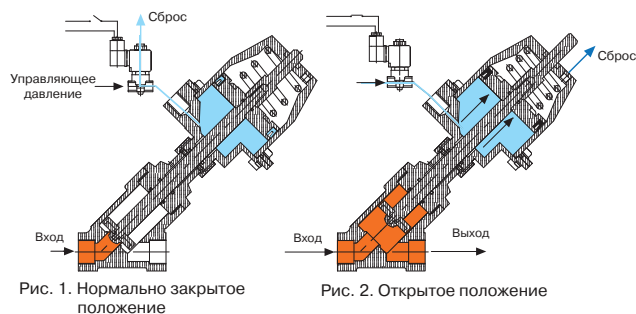 Сброс
Управляющее
давление
Вход
Рис. 1. Нормально закрытое
положение
Сброс
Вход
Выход
Рис. 2. Открытое положение